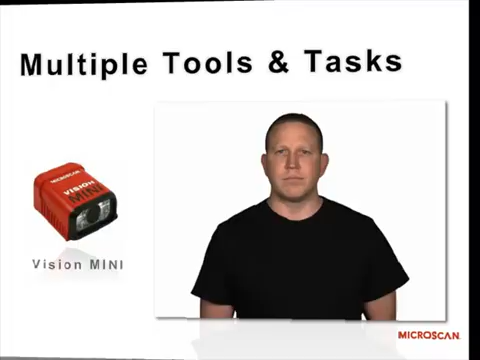 Multiple Tools & Tasks
MICROSCAN
VISION
MINI
Vision MINI
MICROSCAN